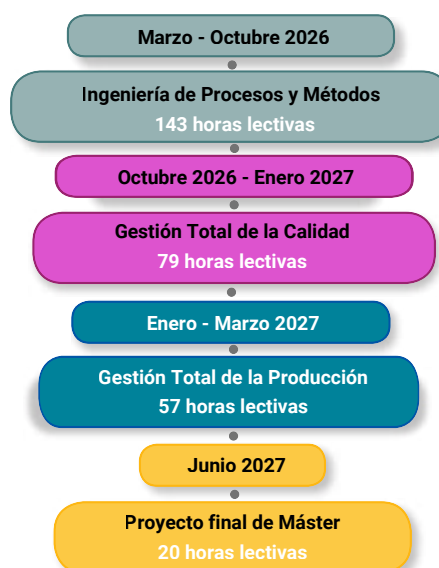 Marzo - Octubre 2026
Ingeniería de Procesos y Métodos
143 horas lectivas
Octubre 2026 - Enero 2027
Gestión Total de la Calidad
79 horas lectivas
Enero - Marzo 2027
Gestión Total de la Producción
57 horas lectivas
Junio 2027
Proyecto final de Máster
20 horas lectivas